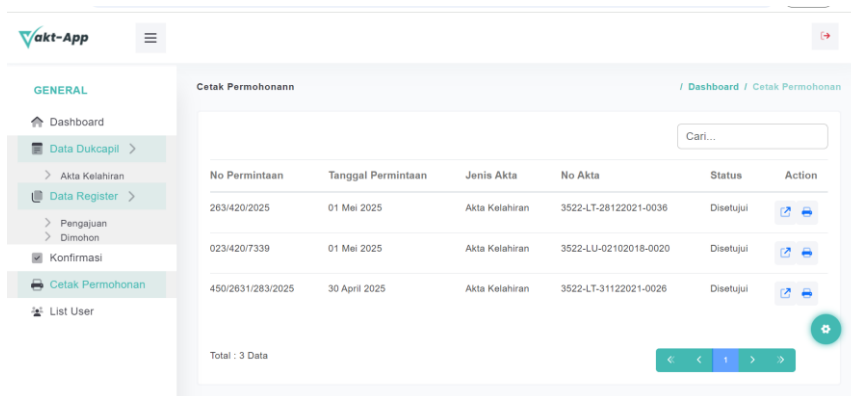 Vakt-App
GENERAL
Dashboard
Data Dukcapil
Akta Kelahiran
Data Register
Pengajuan
Dimohon
Konfirmasi
Cetak Permohonan
List User
Cetak Permohonann
/ Dashboard / Cetak Permohonan
Cari...
No Permintaan Tanggal Permintaan Jenis Akta No Akta Status Action
263/420/2025 01 Mei 2025 Akta Kelahiran 3522-LT-28122021-0036 Disetujui
023/420/7339 01 Mei 2025 Akta Kelahiran 3522-LU-02102018-0020 Disetujui
450/2631/283/2025 30 April 2025 Akta Kelahiran 3522-LT-31122021-0026 Disetujui
Total : 3 Data
« < 1 > »